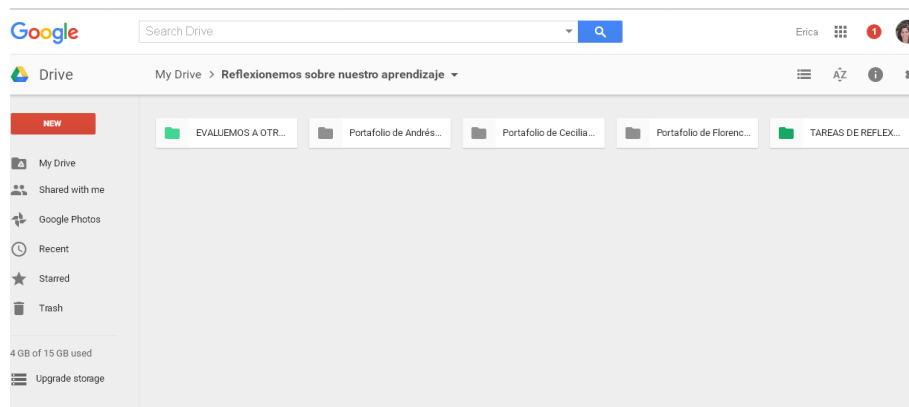 Google
Search Drive
Erica
1
Drive
My Drive > Reflexionemos sobre nuestro aprendizaje
AZ
NEW
EVALUEMOS A OTR...
Portafolio de Andrés...
Portafolio de Cecilia...
Portafolio de Florenc...
TAREAS DE REFLEX...
My Drive
Shared with me
Google Photos
Recent
Starred
Trash
4 GB of 15 GB used
Upgrade storage